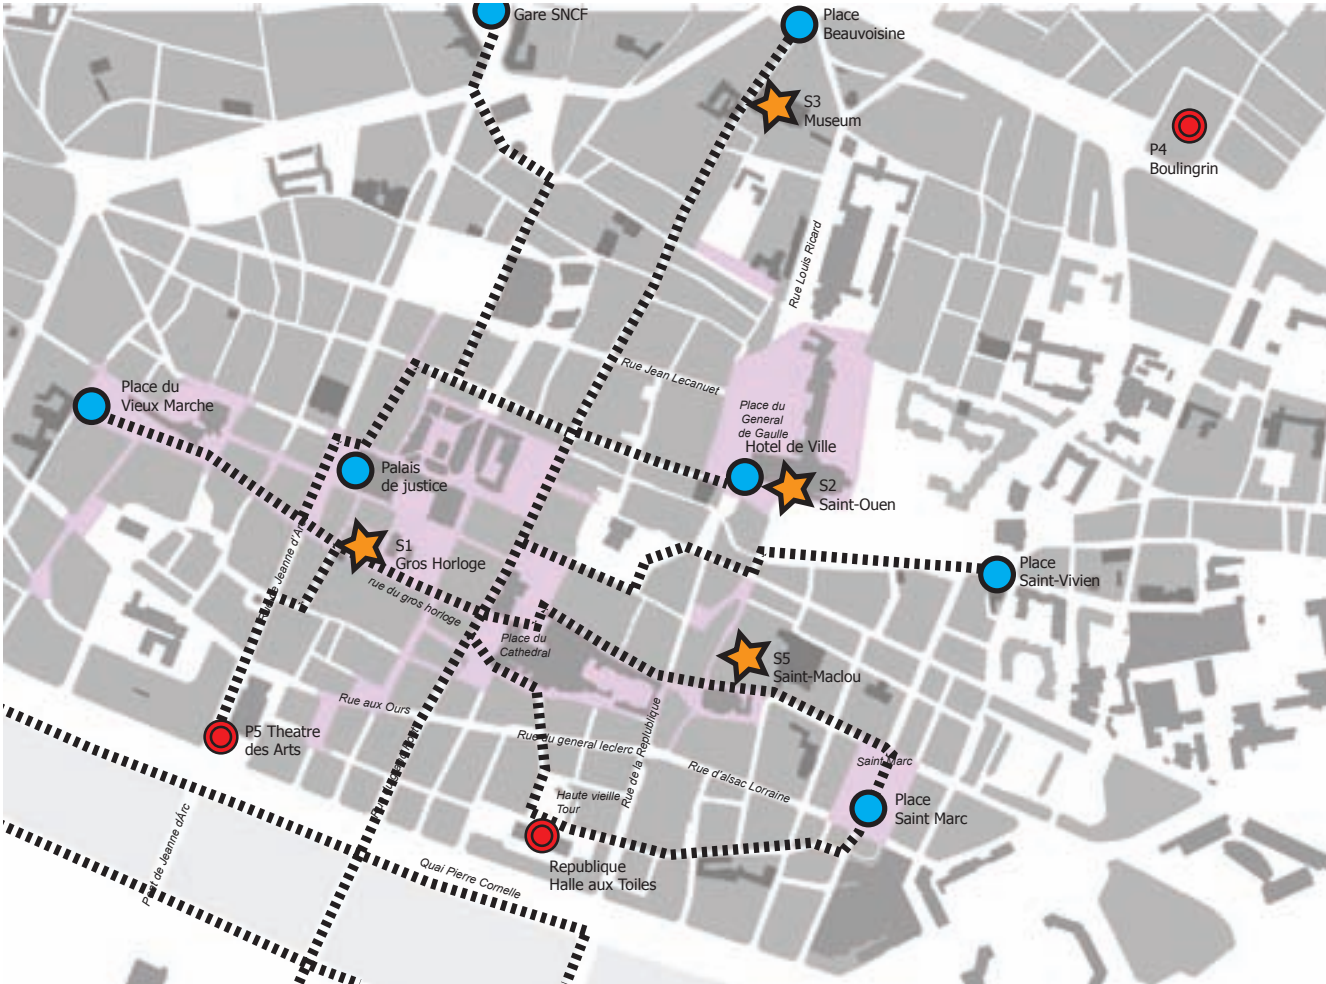 Gare SNCF
Place
Beauvoisine
S3
Museum
P4
Boulingrin
Rue Louis Ricard
Rue Jean Lecanuet
Place du
Vieux Marche
Place du
General
de Gaulle
Hotel de Ville
Palais
de justice
S2
Saint-Ouen
S1
Gros Horloge
Place
Saint-Vivien
rue du gros horloge
Place du
Cathedral
S5
Saint-Maclou
Rue aux Ours
P5 Theatre
des Arts
Rue du general leclerc
Rue de la Replublique
Rue d'alsac Lorraine
Saint Marc
Haute vieille
Tour
Place
Saint Marc
Pont de Jeanne dÁrc
Quai Pierre Cornelle
Republique
Halle aux Toiles